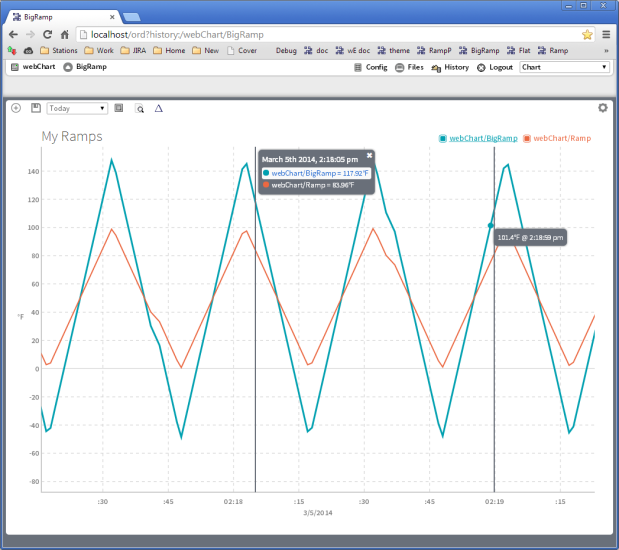 BigRamp
localhost/ord?history:/webChart/BigRamp
Stations Work JIRA Home New Cover Debug doc wE doc theme RampP BigRamp Flat Ramp »
webChart BigRamp Config Files History Logout Chart
Today
My Ramps
webChart/BigRamp webChart/Ramp
March 5th 2014, 2:18:05 pm
webChart/BigRamp = 117.92°F
webChart/Ramp = 83.96°F
101.4°F @ 2:18:59 pm
°F
140
120
100
80
60
40
20
0
-20
-40
-60
-80
:30 :45 02:18 :15 :30 :45 02:19 :15
3/5/2014